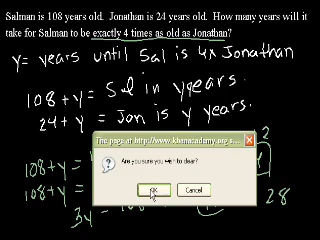 Salman is 108 years old. Jonathan is 24 years old. How many years will it
take for Salman to be exactly 4 times as old as Jonathan?
y = years until Sal is 4x Jonathan
108 + y = Sal in y years.
24 + y = Jon is y years.
The page at http://www.khanacademy.org
Are you sure you wish to clear?
OK Cancel
108 + y =
108 + y =
3y
28